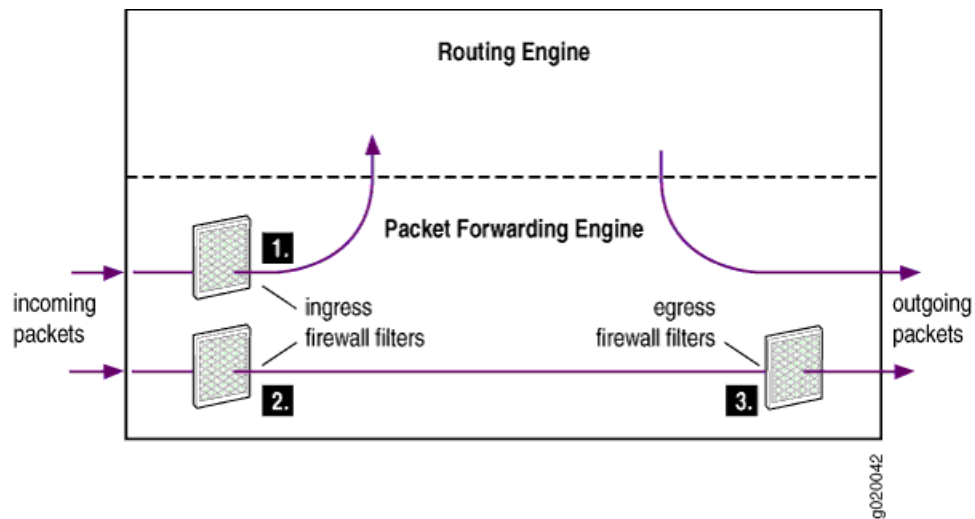 Routing Engine
Packet Forwarding Engine
1.
incoming
packets
ingress
firewall filters
egress
firewall filters
outgoing
packets
2.
3.
g020042